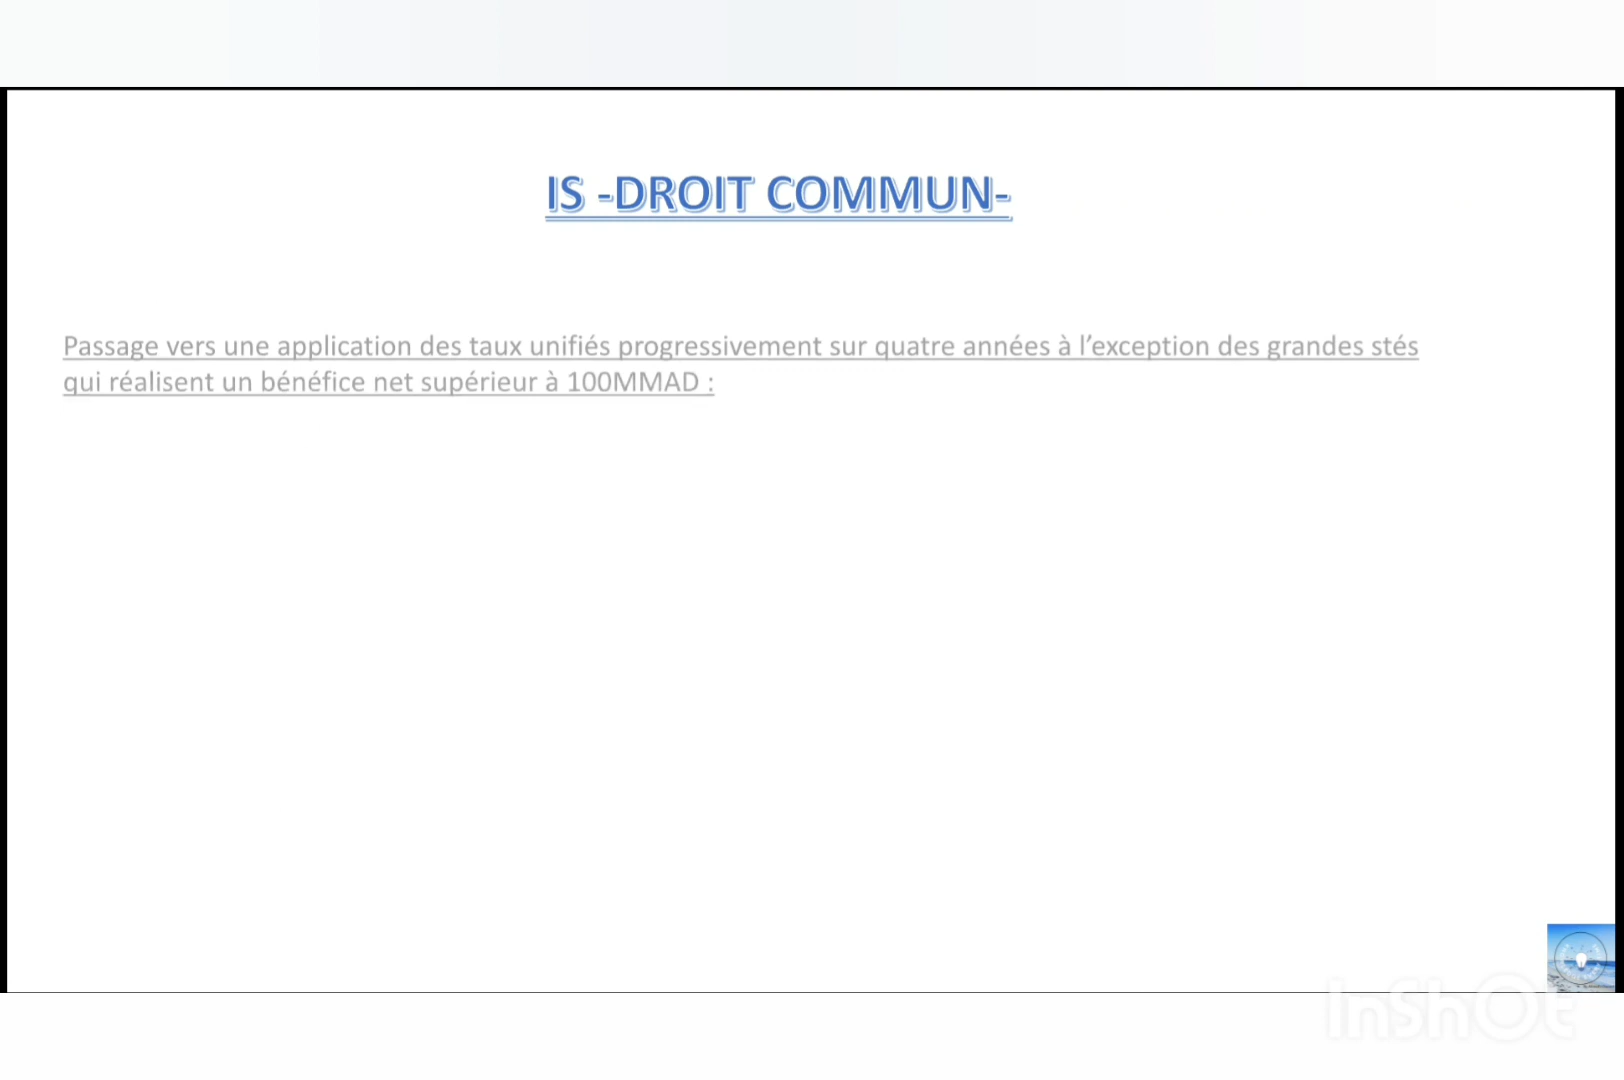 IS -DROIT COMMUN-
Passage vers une application des taux unifiés progressivement sur quatre années à l’exception des grandes stés
qui réalisent un bénéfice net supérieur à 100MMAD :
InShOt